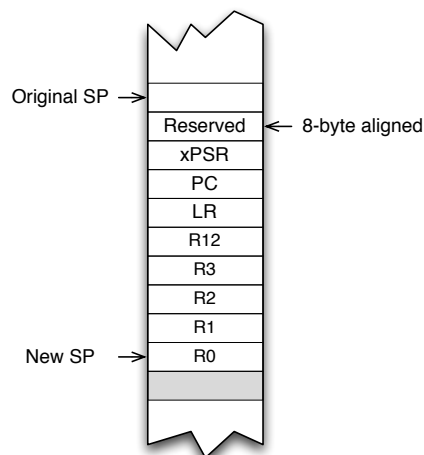 Original SP
Reserved
8-byte aligned
xPSR
PC
LR
R12
R3
R2
R1
New SP
R0